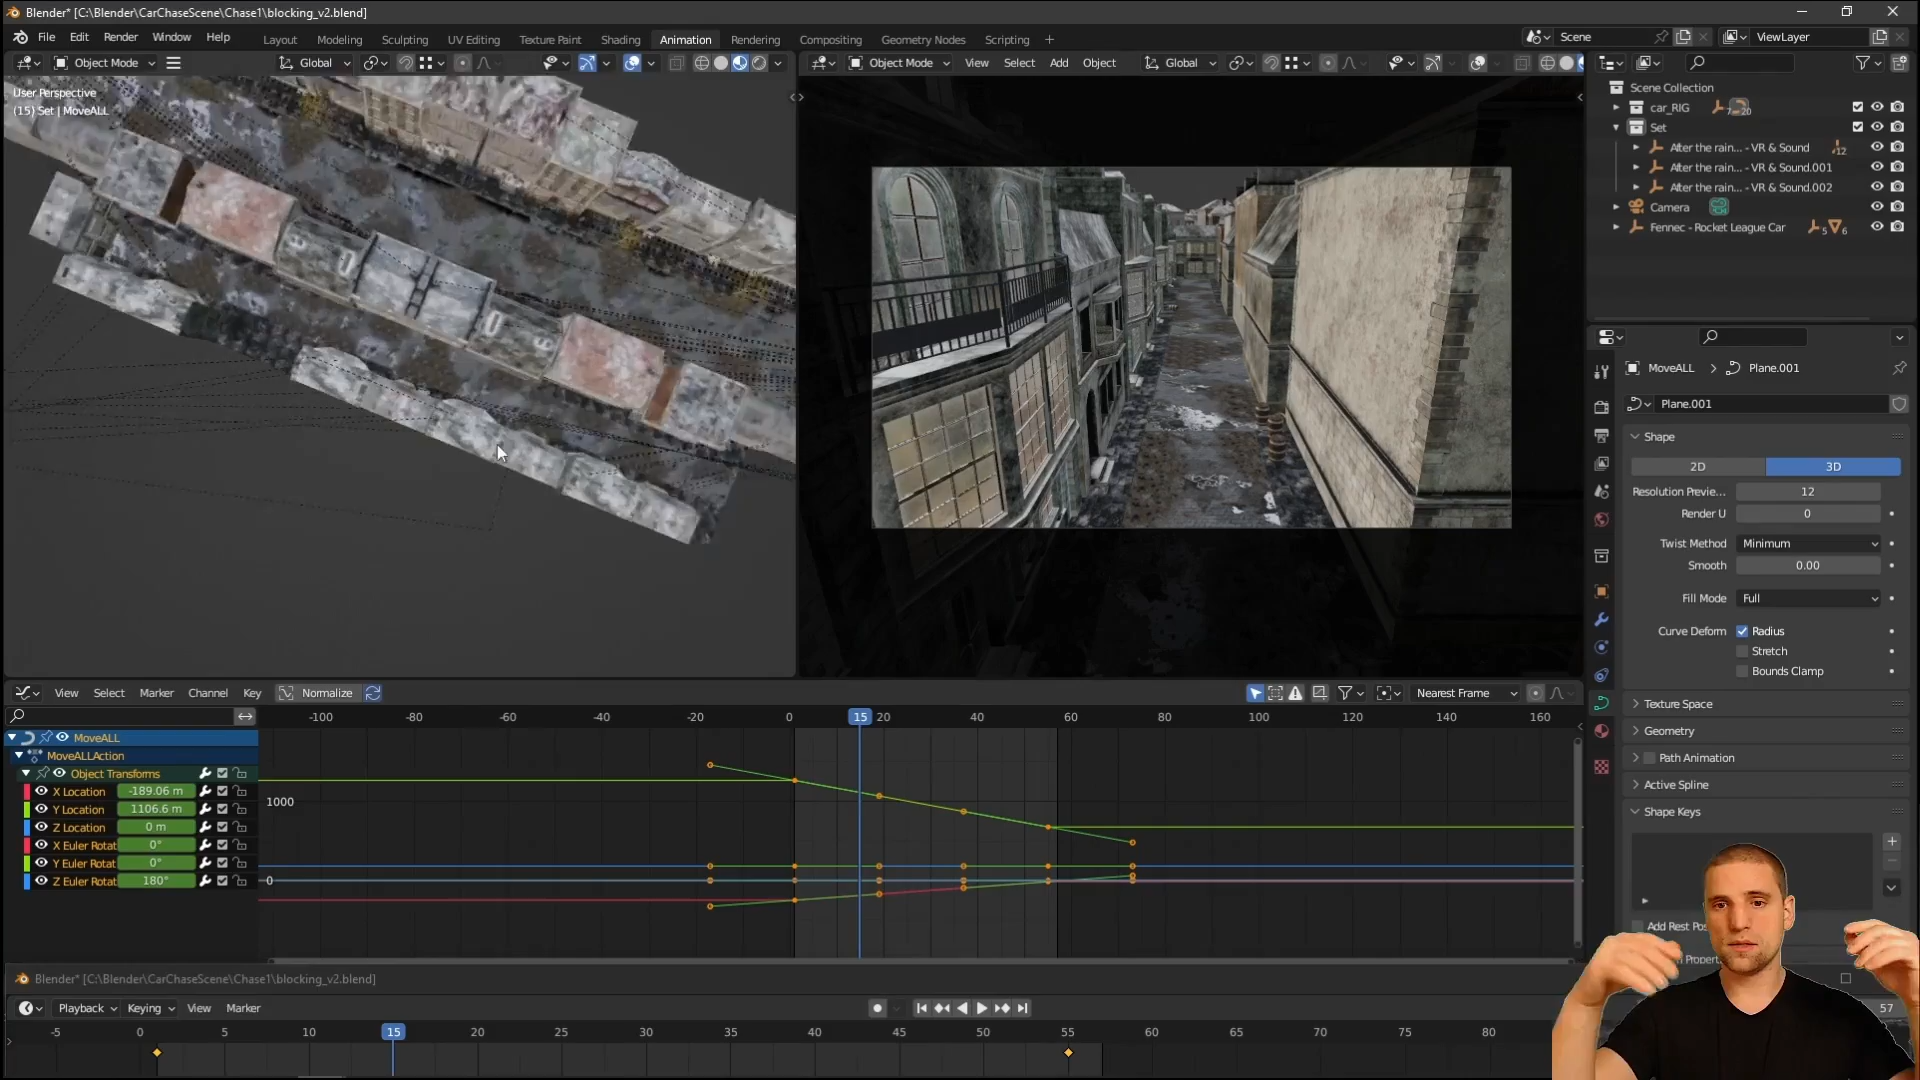 Blender* [C:\Blender\CarChaseScene\Chase1\blocking_v2.blend]
File Edit Render Window Help Layout Modeling Sculpting UV Editing Texture Paint Shading Animation Rendering Compositing Geometry Nodes Scripting + Scene ViewLayer
Object Mode Global Object Mode View Select Add Object Global
User Perspective
(15) Set | MoveALL
Scene Collection
car_RIG 7 20
Set
After the rain... - VR & Sound 12
After the rain... - VR & Sound.001
After the rain... - VR & Sound.002
Camera
Fennec - Rocket League Car 5 6
MoveALL > Plane.001
Plane.001
Shape
2D 3D
Resolution Previe... 12
Render U 0
Twist Method Minimum
Smooth 0.00
Fill Mode Full
Curve Deform Radius
Stretch
Bounds Clamp
Texture Space
Geometry
Path Animation
Active Spline
Shape Keys
Add Rest Pos
View Select Marker Channel Key Normalize Nearest Frame
-100 -80 -60 -40 -20 0 15 20 40 60 80 100 120 140 160
MoveALL
MoveALLAction
Object Transforms
X Location -189.06 m
Y Location 1106.6 m
Z Location 0 m
X Euler Rotat 0°
Y Euler Rotat 0°
Z Euler Rotat 180°
1000
0
Blender* [C:\Blender\CarChaseScene\Chase1\blocking_v2.blend]
Playback Keying View Marker 57
-5 0 5 10 15 20 25 30 35 40 45 50 55 60 65 70 75 80